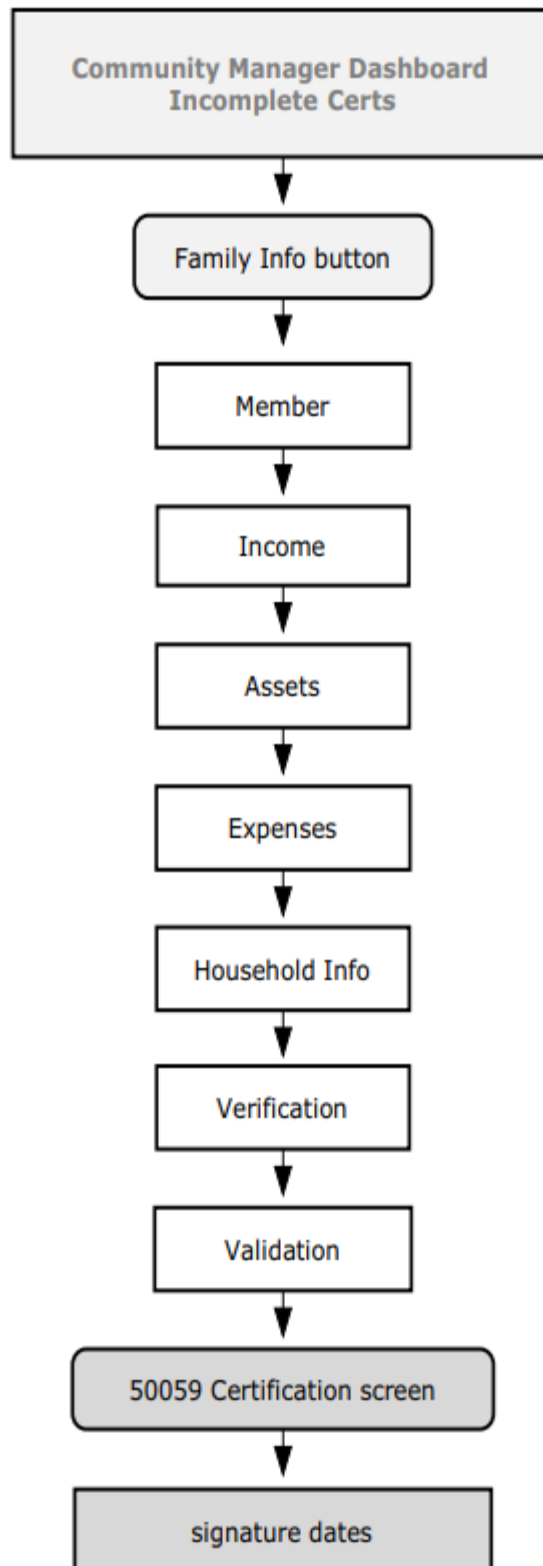 Community Manager Dashboard
Incomplete Certs
Family Info button
Member
Income
Assets
Expenses
Household Info
Verification
Validation
50059 Certification screen
signature dates